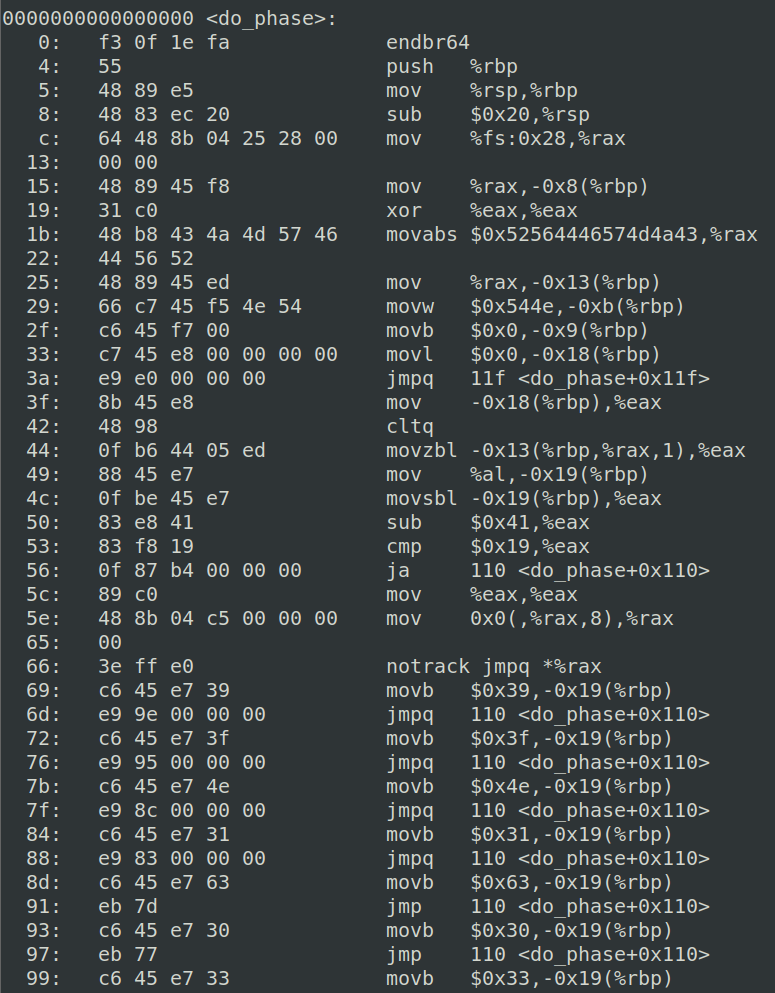 0000000000000000 <do_phase>:
0: f3 0f 1e fa endbr64
4: 55 push %rbp
5: 48 89 e5 mov %rsp,%rbp
8: 48 83 ec 20 sub $0x20,%rsp
c: 64 48 8b 04 25 28 00 mov %fs:0x28,%rax
13: 00 00
15: 48 89 45 f8 mov %rax,-0x8(%rbp)
19: 31 c0 xor %eax,%eax
1b: 48 b8 43 4a 4d 57 46 movabs $0x52564446574d4a43,%rax
22: 44 56 52
25: 48 89 45 ed mov %rax,-0x13(%rbp)
29: 66 c7 45 f5 4e 54 movw $0x544e,-0xb(%rbp)
2f: c6 45 f7 00 movb $0x0,-0x9(%rbp)
33: c7 45 e8 00 00 00 00 movl $0x0,-0x18(%rbp)
3a: e9 e0 00 00 00 jmpq 11f <do_phase+0x11f>
3f: 8b 45 e8 mov -0x18(%rbp),%eax
42: 48 98 cltq
44: 0f b6 44 05 ed movzbl -0x13(%rbp,%rax,1),%eax
49: 88 45 e7 mov %al,-0x19(%rbp)
4c: 0f be 45 e7 movsbl -0x19(%rbp),%eax
50: 83 e8 41 sub $0x41,%eax
53: 83 f8 19 cmp $0x19,%eax
56: 0f 87 b4 00 00 00 ja 110 <do_phase+0x110>
5c: 89 c0 mov %eax,%eax
5e: 48 8b 04 c5 00 00 00 mov 0x0(,%rax,8),%rax
65: 00
66: 3e ff e0 notrack jmpq *%rax
69: c6 45 e7 39 movb $0x39,-0x19(%rbp)
6d: e9 9e 00 00 00 jmpq 110 <do_phase+0x110>
72: c6 45 e7 3f movb $0x3f,-0x19(%rbp)
76: e9 95 00 00 00 jmpq 110 <do_phase+0x110>
7b: c6 45 e7 4e movb $0x4e,-0x19(%rbp)
7f: e9 8c 00 00 00 jmpq 110 <do_phase+0x110>
84: c6 45 e7 31 movb $0x31,-0x19(%rbp)
88: e9 83 00 00 00 jmpq 110 <do_phase+0x110>
8d: c6 45 e7 63 movb $0x63,-0x19(%rbp)
91: eb 7d jmp 110 <do_phase+0x110>
93: c6 45 e7 30 movb $0x30,-0x19(%rbp)
97: eb 77 jmp 110 <do_phase+0x110>
99: c6 45 e7 33 movb $0x33,-0x19(%rbp)